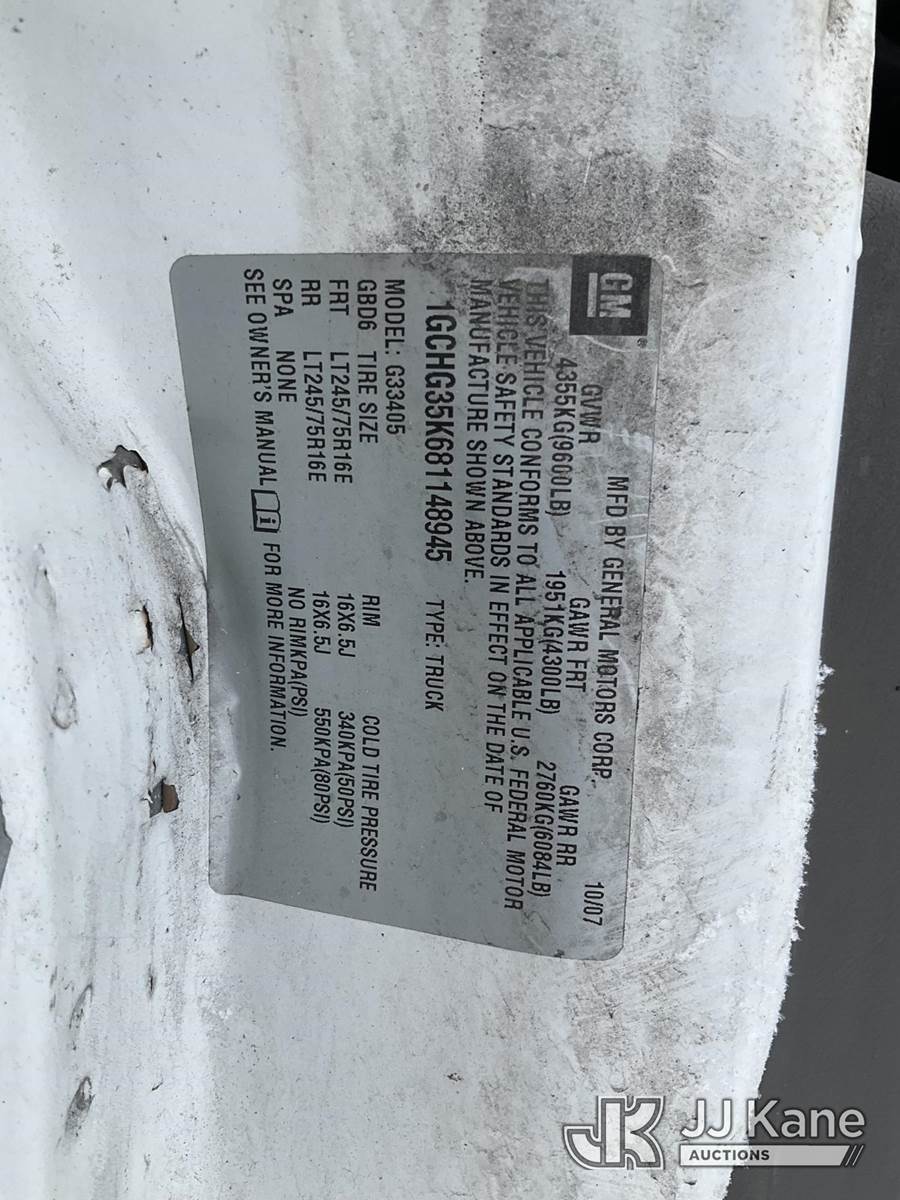 GM
MFD BY GENERAL MOTORS CORP. 10/07
GVWR GAWR FRT GAWR RR
4355KG(9600LB) 1951KG(4300LB) 2760KG(6084LB)
THIS VEHICLE CONFORMS TO ALL APPLICABLE U.S. FEDERAL MOTOR
VEHICLE SAFETY STANDARDS IN EFFECT ON THE DATE OF
MANUFACTURE SHOWN ABOVE.
1GCHG35K681148945 TYPE: TRUCK
MODEL: G33405
GBD6 TIRE SIZE RIM COLD TIRE PRESSURE
FRT LT245/75R16E 16X6.5J 340KPA(50PSI)
RR LT245/75R16E 16X6.5J 550KPA(80PSI)
SPA NONE NO RIMKPA(PSI)
SEE OWNER'S MANUAL i FOR MORE INFORMATION.
JK JJ Kane
AUCTIONS